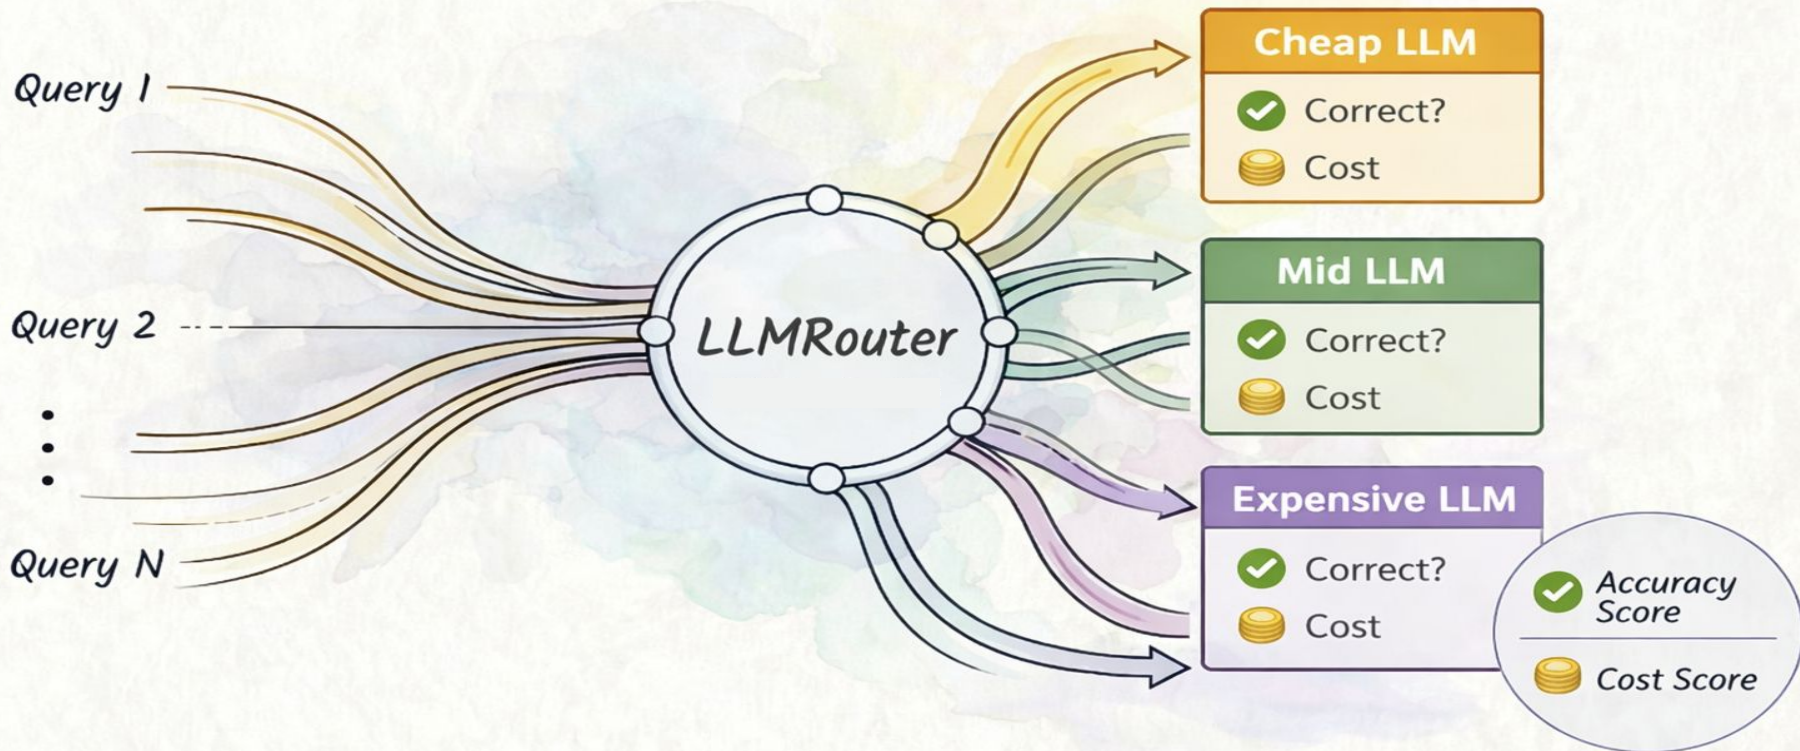 Query 1
Query 2
Query N
LLMRouter
Cheap LLM
Correct?
Cost
Mid LLM
Correct?
Cost
Expensive LLM
Correct?
Cost
Accuracy
Score
Cost Score